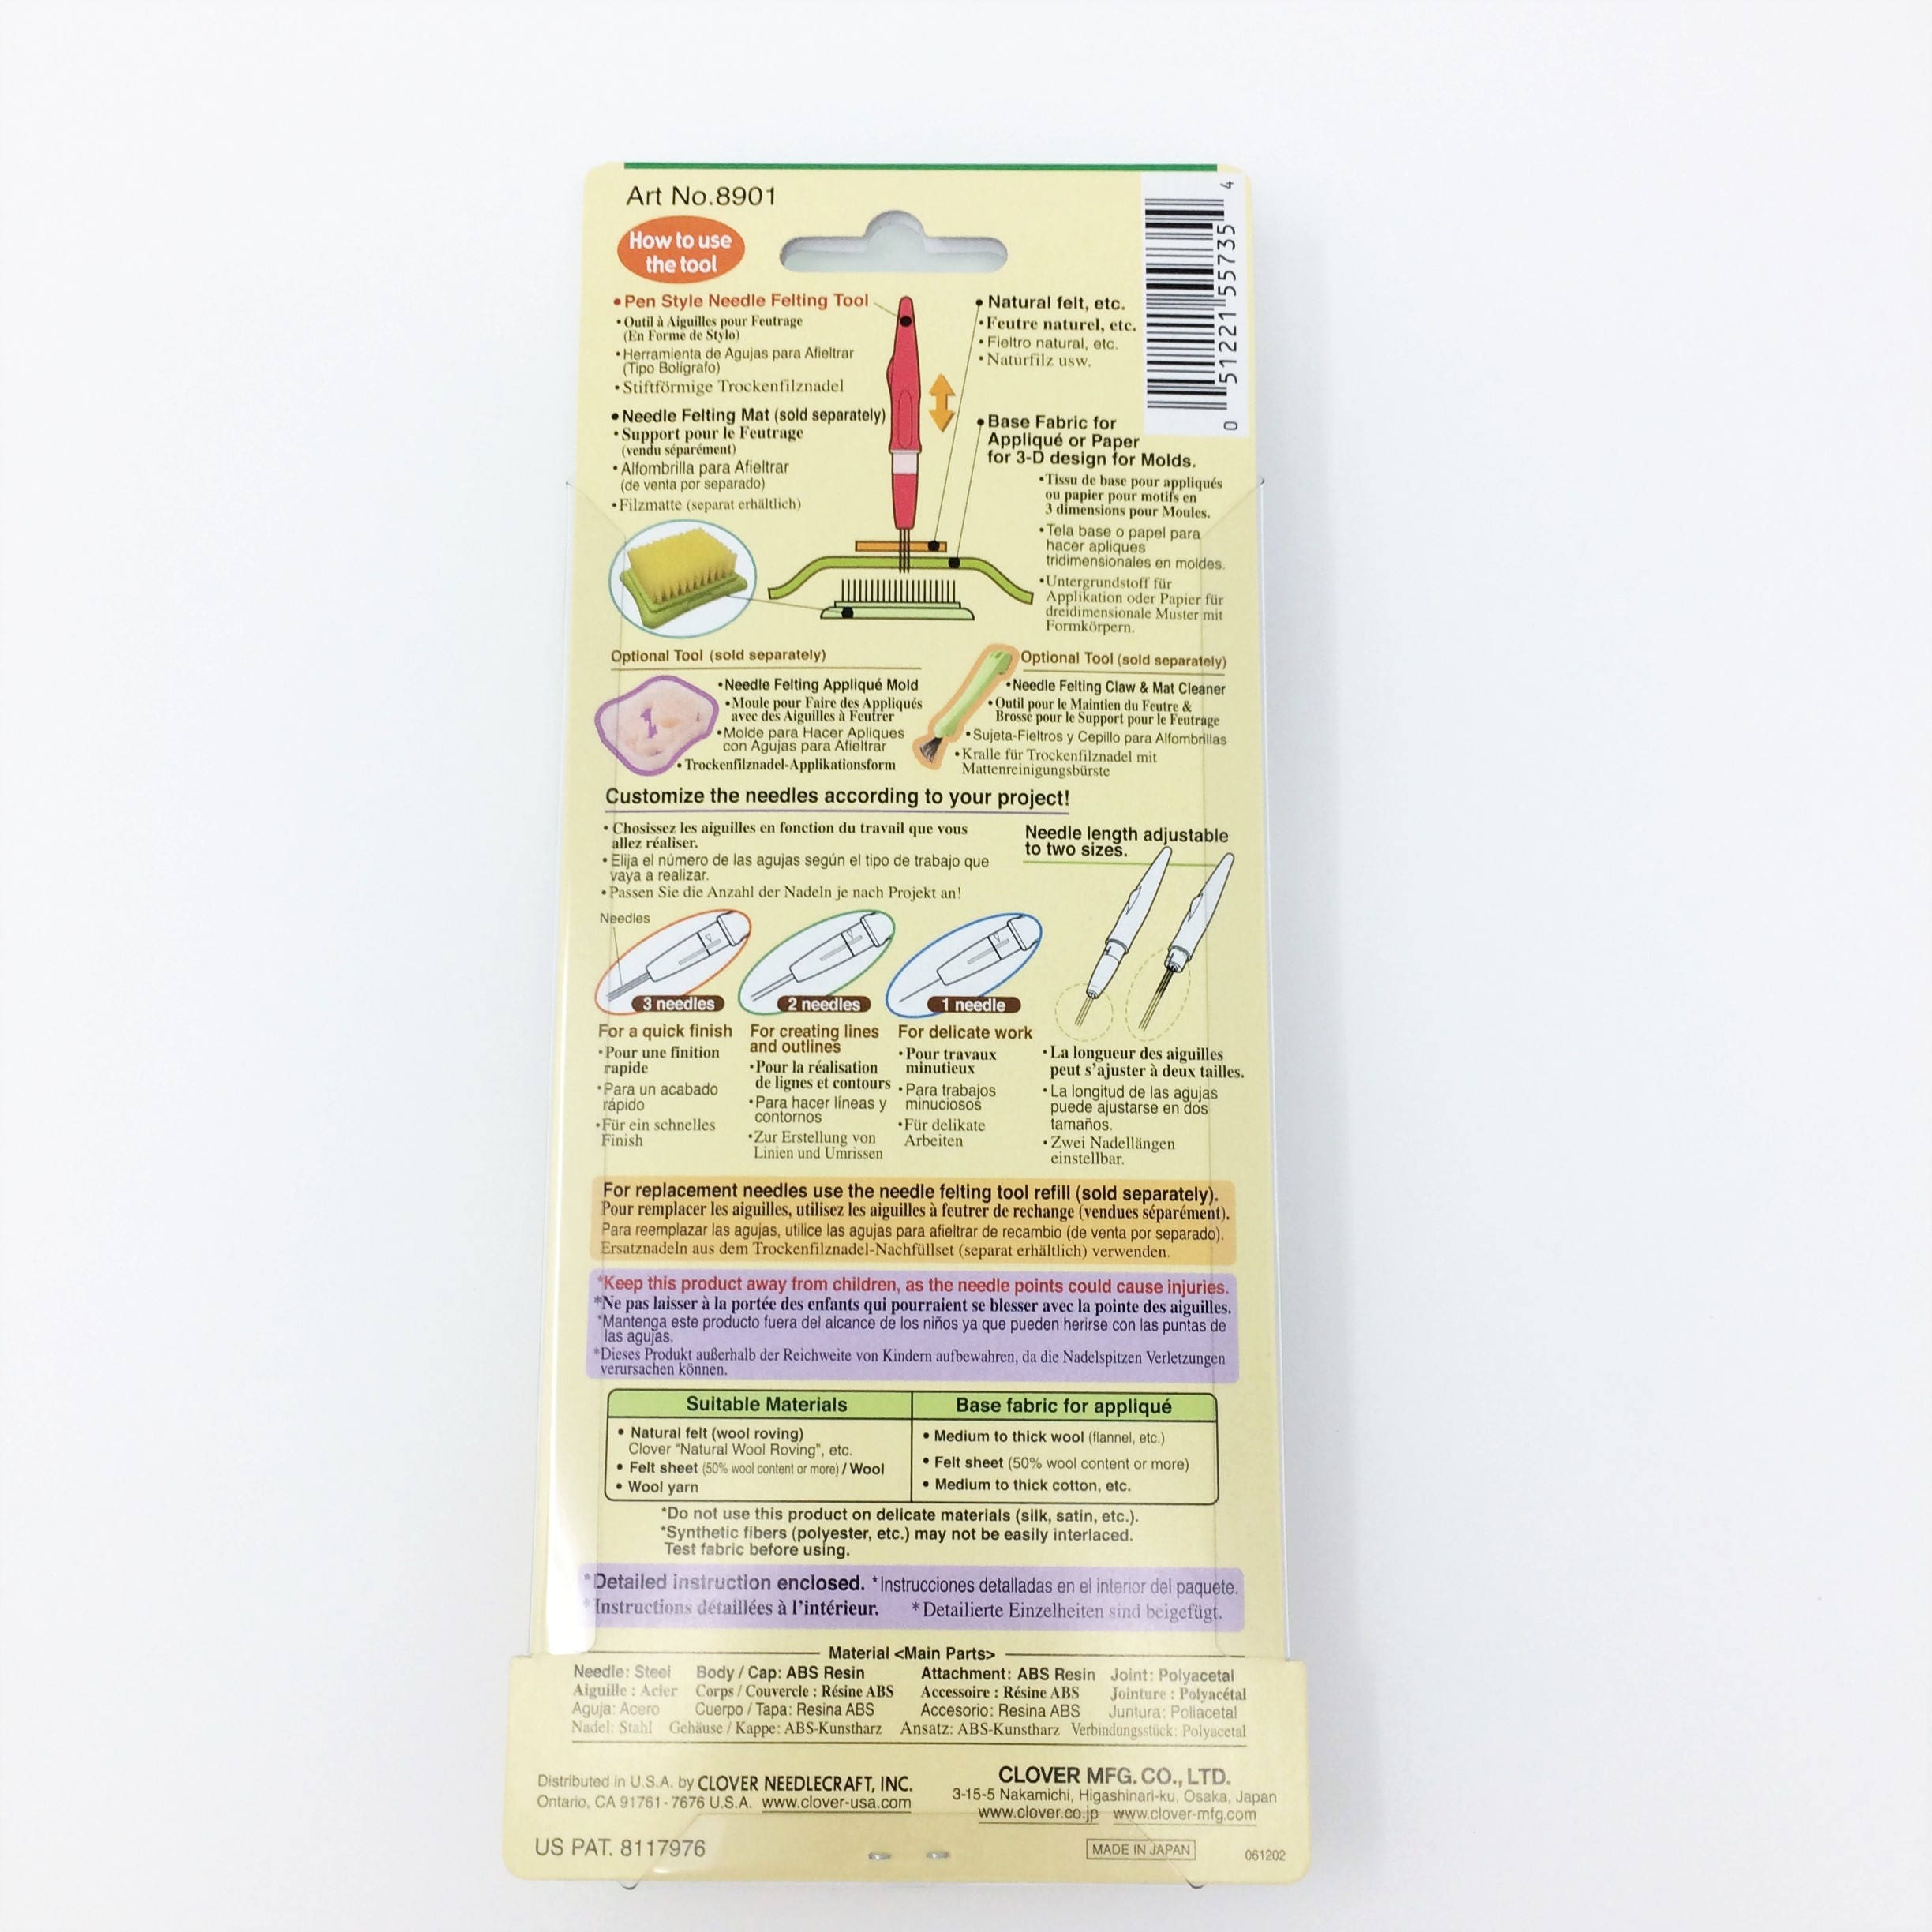 Art No.8901
How to use
the tool
0 51221 55735 4
• Pen Style Needle Felting Tool
• Outil à Aiguilles pour Feutrage
(En Forme de Stylo)
• Herramienta de Agujas para Afieltrar
(Tipo Bolígrafo)
• Stiftförmige Trockenfilznadel
• Needle Felting Mat (sold separately)
• Support pour le Feutrage
(vendu séparément)
• Alfombrilla para Afieltrar
(de venta por separado)
• Filzmatte (separat erhältlich)
• Natural felt, etc.
• Feutre naturel, etc.
• Fieltro natural, etc.
• Naturfilz usw.
• Base Fabric for
Appliqué or Paper
for 3-D design for Molds.
• Tissu de base pour appliqués
ou papier pour motifs en
3 dimensions pour Moules.
• Tela base o papel para
hacer apliques
tridimensionales en moldes.
• Untergrundstoff für
Applikation oder Papier für
dreidimensionale Muster mit
Formkörpern.
Optional Tool (sold separately)
• Needle Felting Appliqué Mold
• Moule pour Faire des Appliqués
avec des Aiguilles à Feutrer
• Molde para Hacer Apliques
con Agujas para Afieltrar
• Trockenfilznadel-Applikationsform
Optional Tool (sold separately)
• Needle Felting Claw & Mat Cleaner
• Outil pour le Maintien du Feutre &
Brosse pour le Support pour le Feutrage
• Sujeta-Fieltros y Cepillo para Alfombrillas
• Kralle für Trockenfilznadel mit
Mattenreinigungsbürste
Customize the needles according to your project!
• Chosissez les aiguilles en fonction du travail que vous
allez réaliser.
• Elija el número de las agujas según el tipo de trabajo que
vaya a realizar.
• Passen Sie die Anzahl der Nadeln je nach Projekt an!
Needle length adjustable
to two sizes.
Needles
3 needles
For a quick finish
• Pour une finition
rapide
• Para un acabado
rápido
• Für ein schnelles
Finish
2 needles
For creating lines
and outlines
• Pour la réalisation
de lignes et contours
• Para hacer líneas y
contornos
• Zur Erstellung von
Linien und Umrissen
1 needle
For delicate work
• Pour travaux
minutieux
• Para trabajos
minuciosos
• Für delikate
Arbeiten
• La longueur des aiguilles
peut s'ajuster à deux tailles.
• La longitud de las agujas
puede ajustarse en dos
tamaños.
• Zwei Nadellängen
einstellbar.
For replacement needles use the needle felting tool refill (sold separately).
Pour remplacer les aiguilles, utilisez les aiguilles à feutrer de rechange (vendues séparément).
Para reemplazar las agujas, utilice las agujas para afieltrar de recambio (de venta por separado).
Ersatznadeln aus dem Trockenfilznadel-Nachfüllset (separat erhältlich) verwenden.
*Keep this product away from children, as the needle points could cause injuries.
*Ne pas laisser à la portée des enfants qui pourraient se blesser avec la pointe des aiguilles.
*Mantenga este producto fuera del alcance de los niños ya que pueden herirse con las puntas de
las agujas.
*Dieses Produkt außerhalb der Reichweite von Kindern aufbewahren, da die Nadelspitzen Verletzungen
verursachen können.
Suitable Materials
• Natural felt (wool roving)
Clover "Natural Wool Roving", etc.
• Felt sheet (50% wool content or more) / Wool
• Wool yarn
Base fabric for appliqué
• Medium to thick wool (flannel, etc.)
• Felt sheet (50% wool content or more)
• Medium to thick cotton, etc.
*Do not use this product on delicate materials (silk, satin, etc.).
*Synthetic fibers (polyester, etc.) may not be easily interlaced.
Test fabric before using.
*Detailed instruction enclosed. *Instrucciones detalladas en el interior del paquete.
*Instructions détaillées à l'intérieur. *Detailierte Einzelheiten sind beigefügt.
Material <Main Parts>
Needle: Steel Body / Cap: ABS Resin Attachment: ABS Resin Joint: Polyacetal
Aiguille : Acier Corps / Couvercle : Résine ABS Accessoire : Résine ABS Jointure : Polyacétal
Aguja: Acero Cuerpo / Tapa: Resina ABS Accesorio: Resina ABS Juntura: Poliacetal
Nadel: Stahl Gehäuse / Kappe: ABS-Kunstharz Ansatz: ABS-Kunstharz Verbindungsstück: Polyacetal
Distributed in U.S.A. by CLOVER NEEDLECRAFT, INC.
Ontario, CA 91761-7676 U.S.A. www.clover-usa.com
CLOVER MFG. CO., LTD.
3-15-5 Nakamichi, Higashinari-ku, Osaka, Japan
www.clover.co.jp www.clover-mfg.com
US PAT. 8117976
MADE IN JAPAN
061202